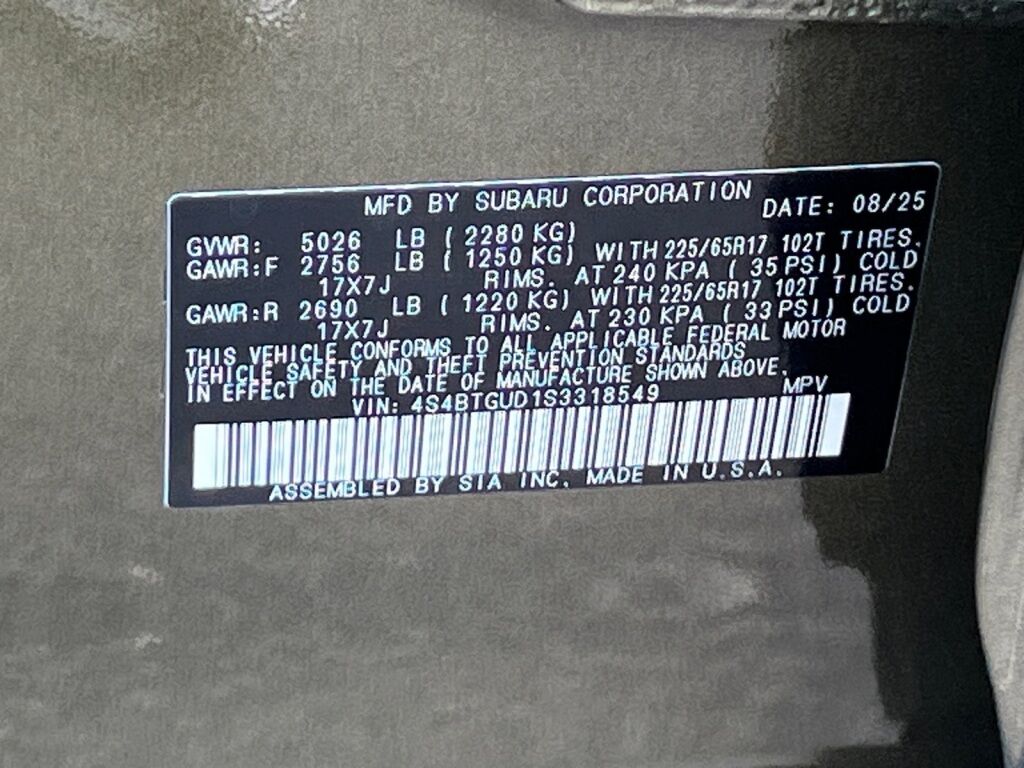 MFD BY SUBARU CORPORATION DATE: 08/25
GVWR: 5026 LB ( 2280 KG)
GAWR:F 2756 LB ( 1250 KG) WITH 225/65R17 102T TIRES,
17X7J RIMS. AT 240 KPA ( 35 PSI) COLD
GAWR:R 2690 LB ( 1220 KG) WITH 225/65R17 102T TIRES.
17X7J RIMS. AT 230 KPA ( 33 PSI) COLD
THIS VEHICLE CONFORMS TO ALL APPLICABLE FEDERAL MOTOR
VEHICLE SAFETY AND THEFT PREVENTION STANDARDS
IN EFFECT ON THE DATE OF MANUFACTURE SHOWN ABOVE.
VIN: 4S4BTGUD1S3318549 MPV
ASSEMBLED BY SIA INC. MADE IN U.S.A.